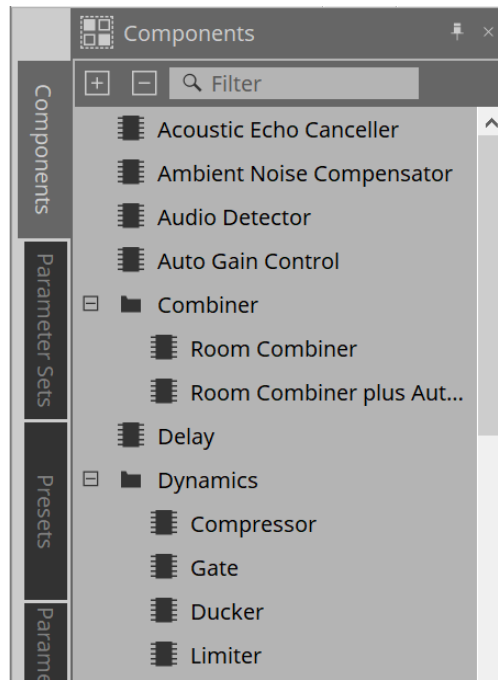 Components
Filter
Acoustic Echo Canceller
Ambient Noise Compensator
Audio Detector
Auto Gain Control
Combiner
Room Combiner
Room Combiner plus Aut...
Delay
Dynamics
Compressor
Gate
Ducker
Limiter
Components
Parameter Sets
Presets
Parame